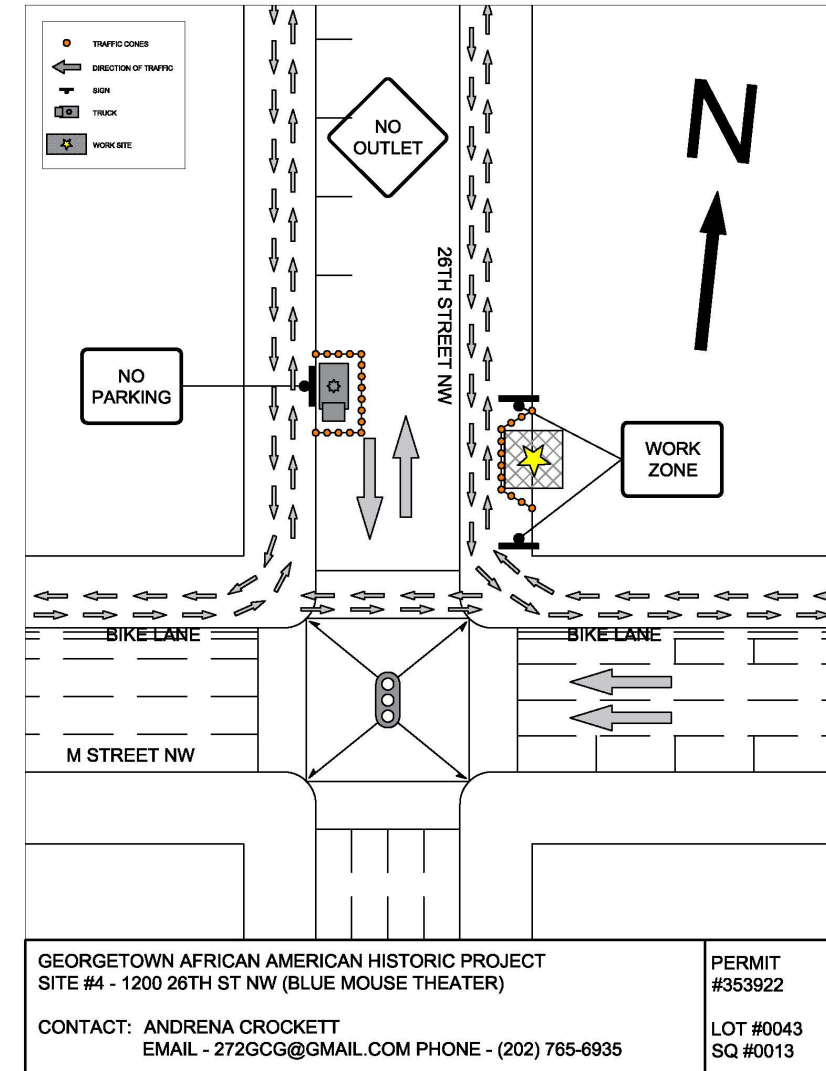 TRAFFIC CONES
DIRECTION OF TRAFFIC
SIGN
TRUCK
WORK SITE
NO
OUTLET
N
26TH STREET NW
NO
PARKING
WORK
ZONE
BIKE LANE
BIKE LANE
M STREET NW
GEORGETOWN AFRICAN AMERICAN HISTORIC PROJECT
SITE #4 - 1200 26TH ST NW (BLUE MOUSE THEATER)
CONTACT: ANDRENA CROCKETT
EMAIL - 272GCG@GMAIL.COM PHONE - (202) 765-6935
PERMIT
#353922
LOT #0043
SQ #0013